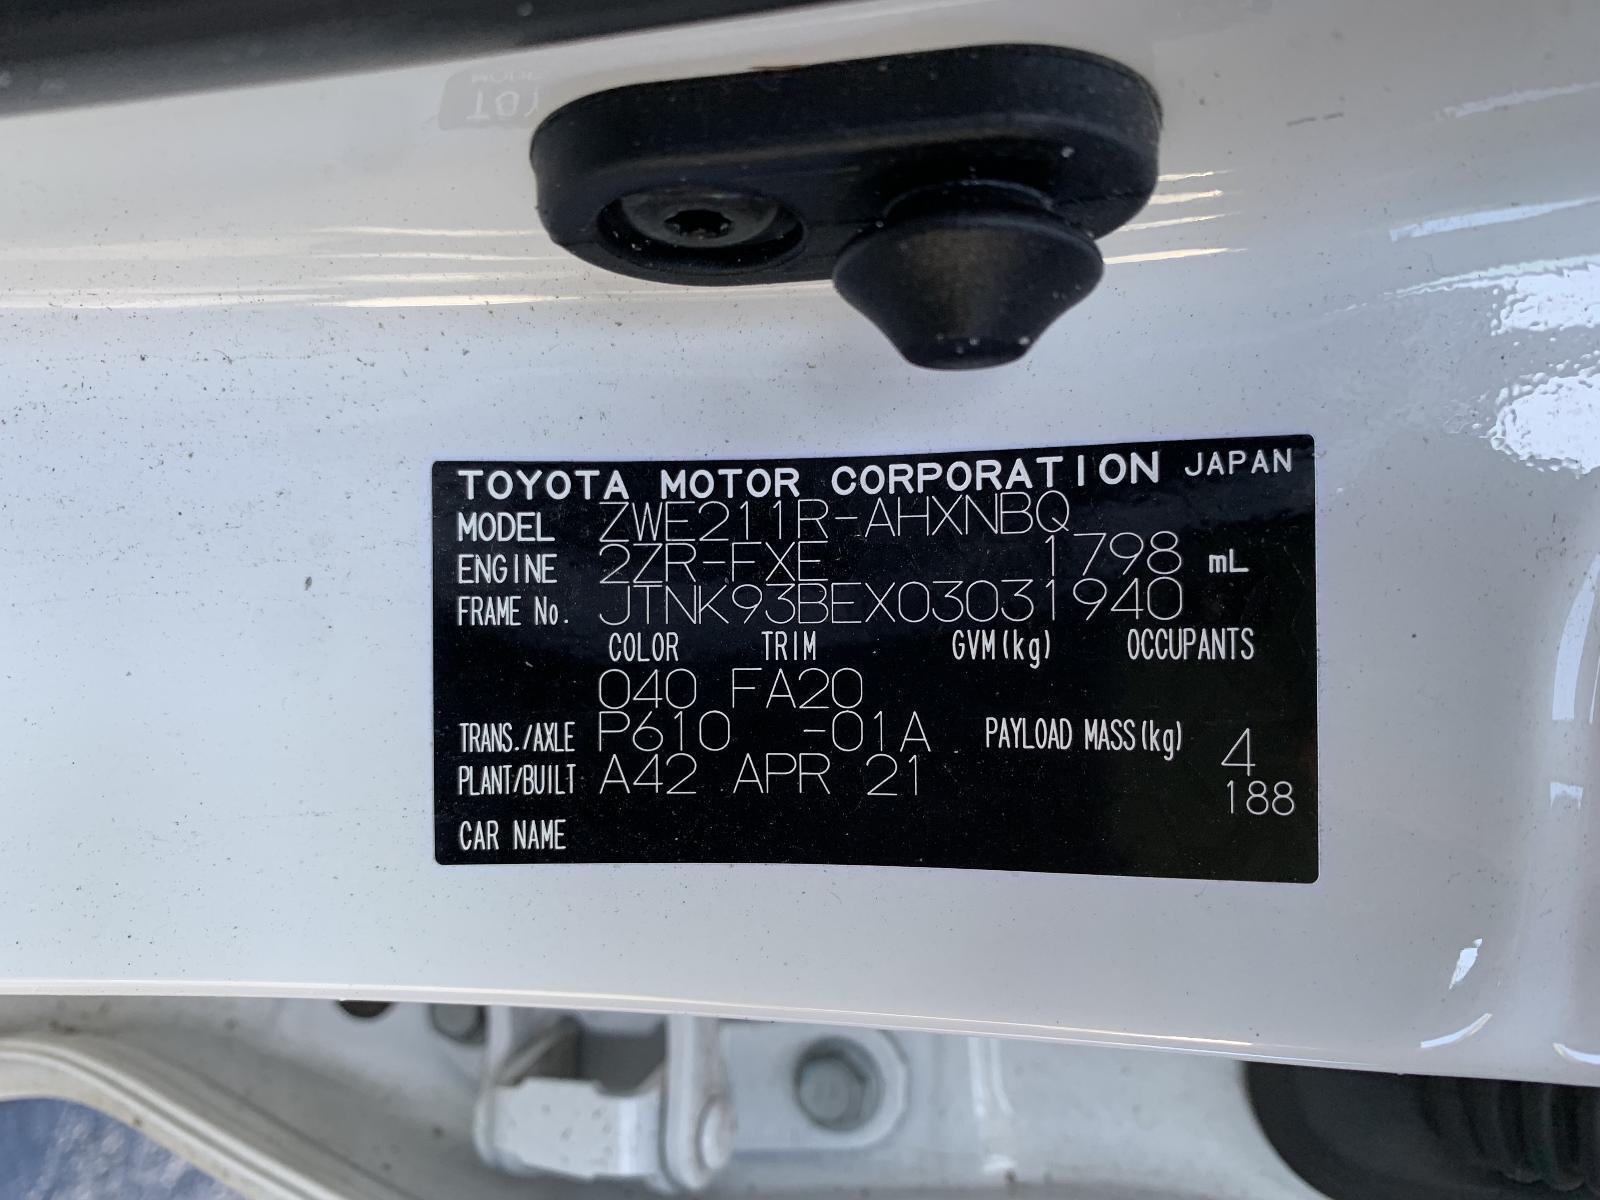 TOYOTA MOTOR CORPORATION JAPAN
MODEL ZWE211R-AHXNBQ
ENGINE 2ZR-FXE 1798 mL
FRAME No. JTNK93BEX03031940
COLOR TRIM GVM(kg) OCCUPANTS
040 FA20
TRANS./AXLE P610 -01A PAYLOAD MASS(kg) 4
PLANT/BUILT A42 APR 21 188
CAR NAME